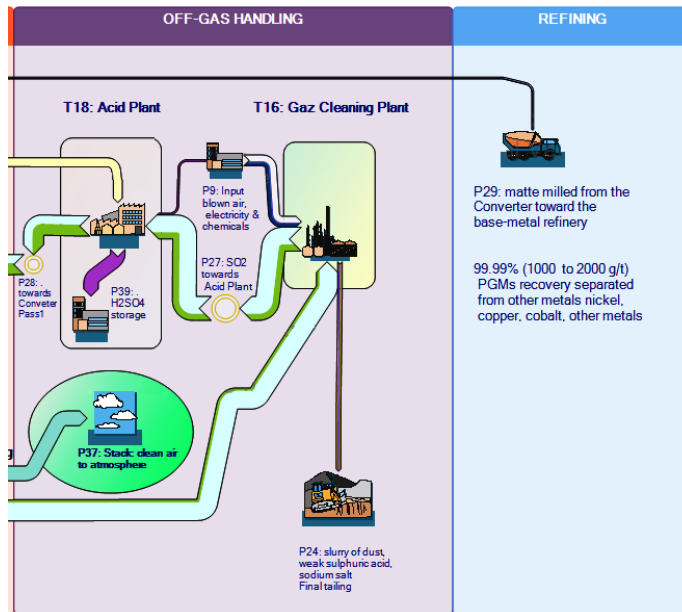 OFF-GAS HANDLING
REFINING
T18: Acid Plant
T16: Gaz Cleaning Plant
P9: Input
blown air,
electricity &
chemicals
P29: matte milled from the
Converter toward the
base-metal refinery
P28: .
towards
Conveter
Pass1
P39: .
H2SO4
storage
P27: SO2
towards
Acid Plant
99.99% (1000 to 2000 g/t)
PGMs recovery separated
from other metals nickel,
copper, cobalt, other metals
P37: Stack: clean air
to atmosphere
P24: slurry of dust,
weak sulphuric acid,
sodium salt
Final tailing